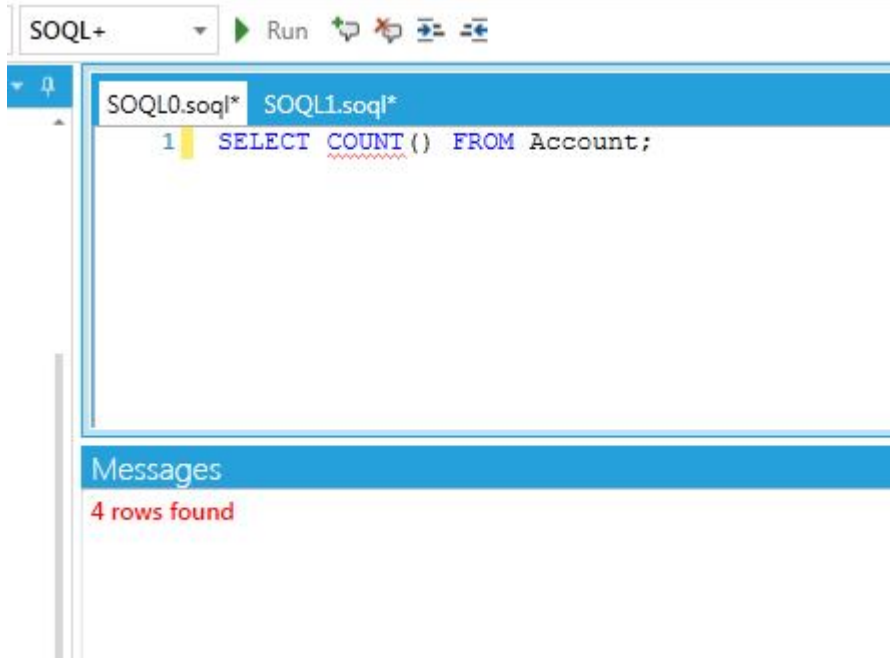 SOQL+ Run
SOQL0.soql* SOQL1.soql*
1 SELECT COUNT() FROM Account;
Messages
4 rows found